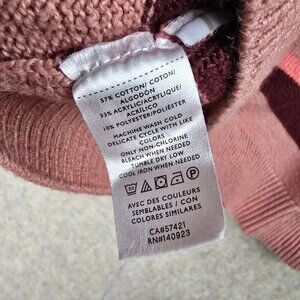 57% COTTON/ COTON/
ALGODÓN
33% ACRYLIC/ACRYLIQUE/
ACRÍLICO
10% POLYESTER/POLIÉSTER
MACHINE WASH COLD
DELICATE CYCLE WITH LIKE
COLORS
ONLY NON-CHLORINE
BLEACH WHEN NEEDED
TUMBLE DRY LOW
COOL IRON WHEN NEEDED
AVEC DES COULEURS
SEMBLABLES / CON
COLORES SIMILARES
CA#57421
RN#140923